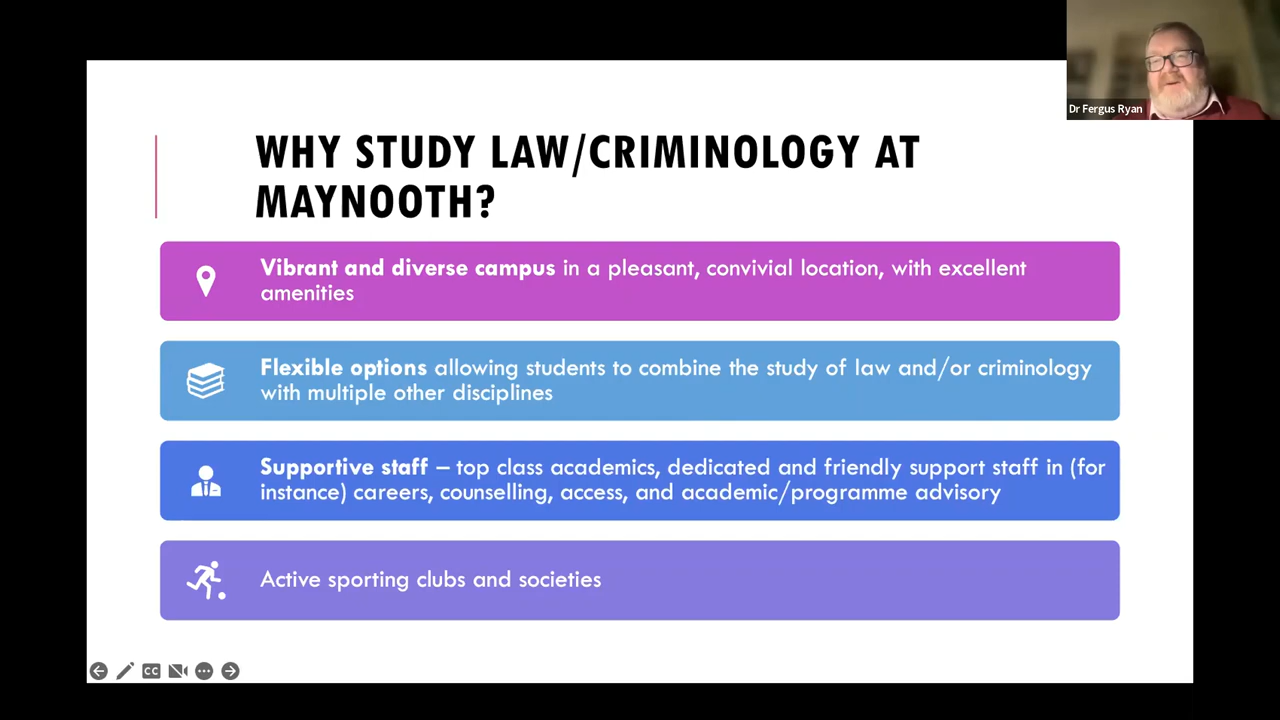 Dr Fergus Ryan
WHY STUDY LAW/CRIMINOLOGY AT
MAYNOOTH?
Vibrant and diverse campus in a pleasant, convivial location, with excellent
amenities
Flexible options allowing students to combine the study of law and/or criminology
with multiple other disciplines
Supportive staff – top class academics, dedicated and friendly support staff in (for
instance) careers, counselling, access, and academic/programme advisory
Active sporting clubs and societies
CC